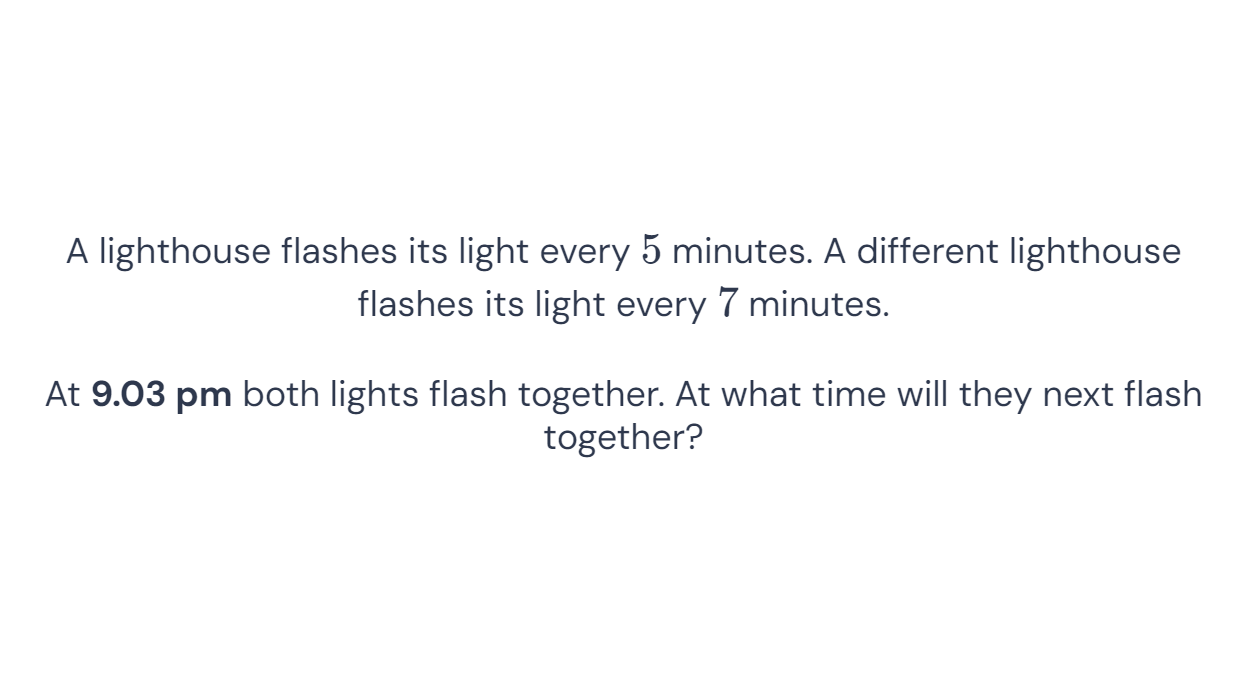 A lighthouse flashes its light every 5 minutes. A different lighthouse
flashes its light every 7 minutes.
At 9.03 pm both lights flash together. At what time will they next flash
together?